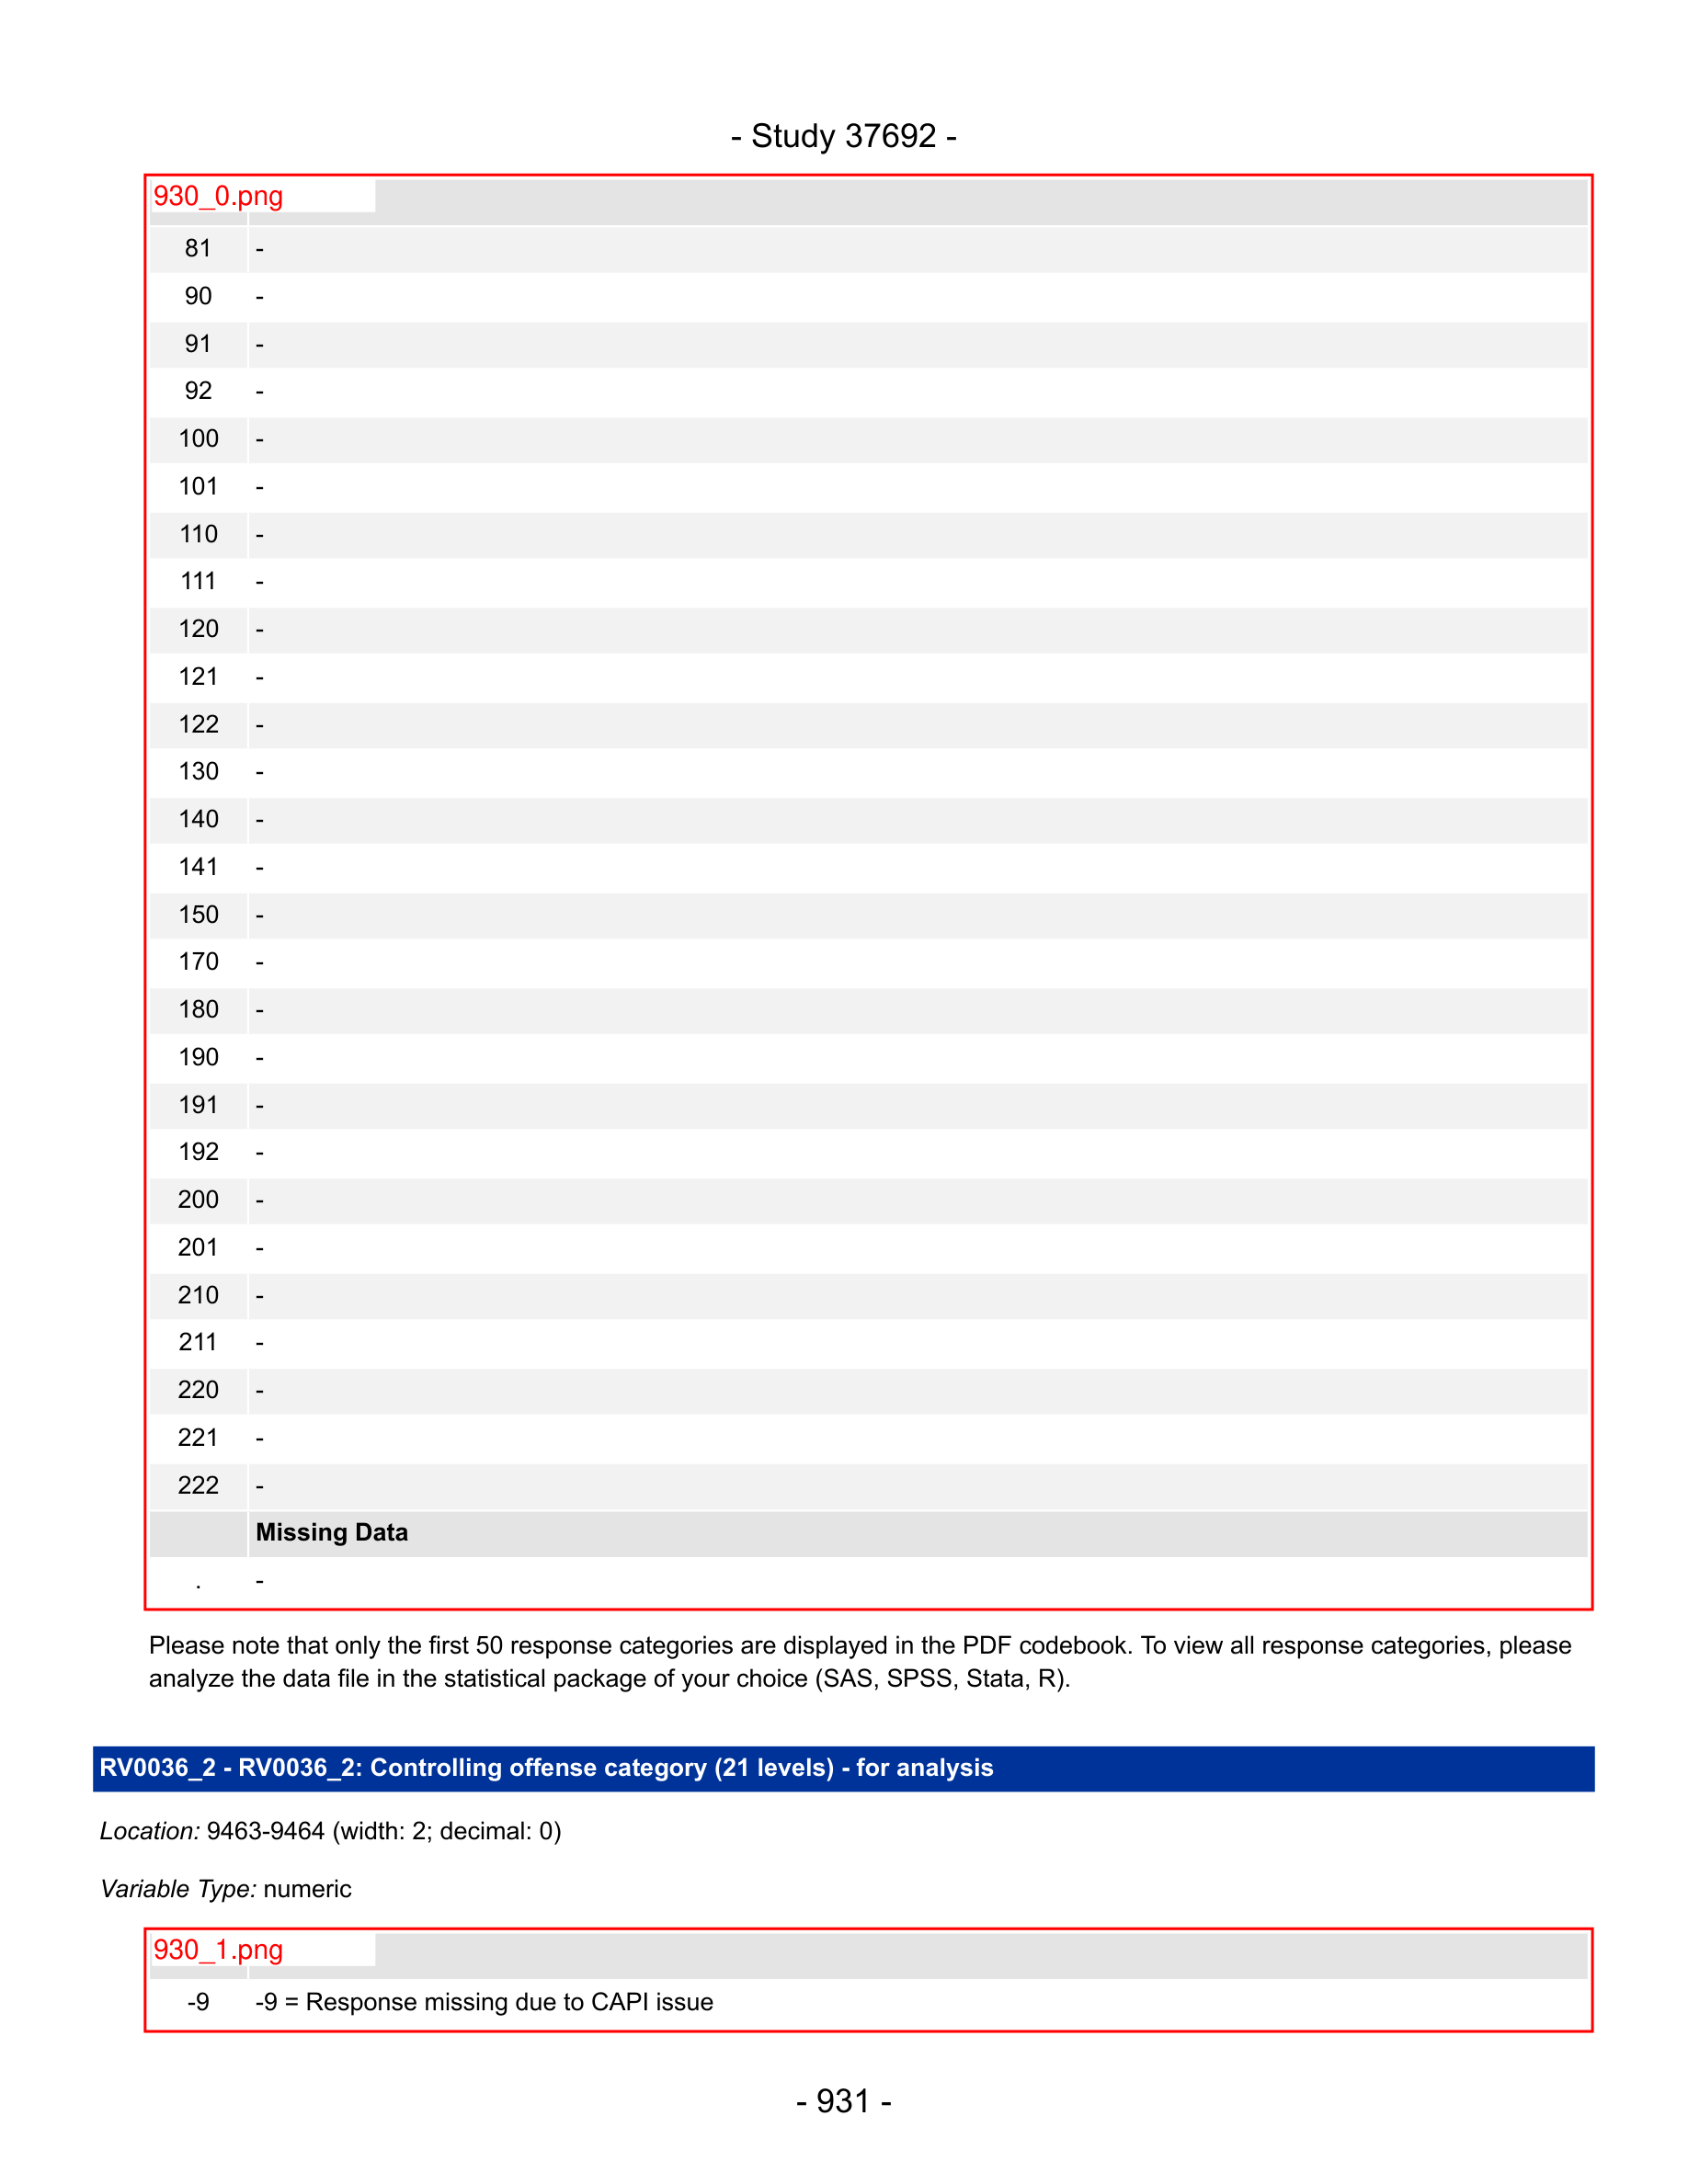 - Study 37692 -
930_0.png
81 -
90 -
91 -
92 -
100 -
101 -
110 -
111 -
120 -
121 -
122 -
130 -
140 -
141 -
150 -
170 -
180 -
190 -
191 -
192 -
200 -
201 -
210 -
211 -
220 -
221 -
222 -
Missing Data
. -
Please note that only the first 50 response categories are displayed in the PDF codebook. To view all response categories, please
analyze the data file in the statistical package of your choice (SAS, SPSS, Stata, R).
RV0036_2 - RV0036_2: Controlling offense category (21 levels) - for analysis
Location: 9463-9464 (width: 2; decimal: 0)
Variable Type: numeric
930_1.png
-9 -9 = Response missing due to CAPI issue
- 931 -